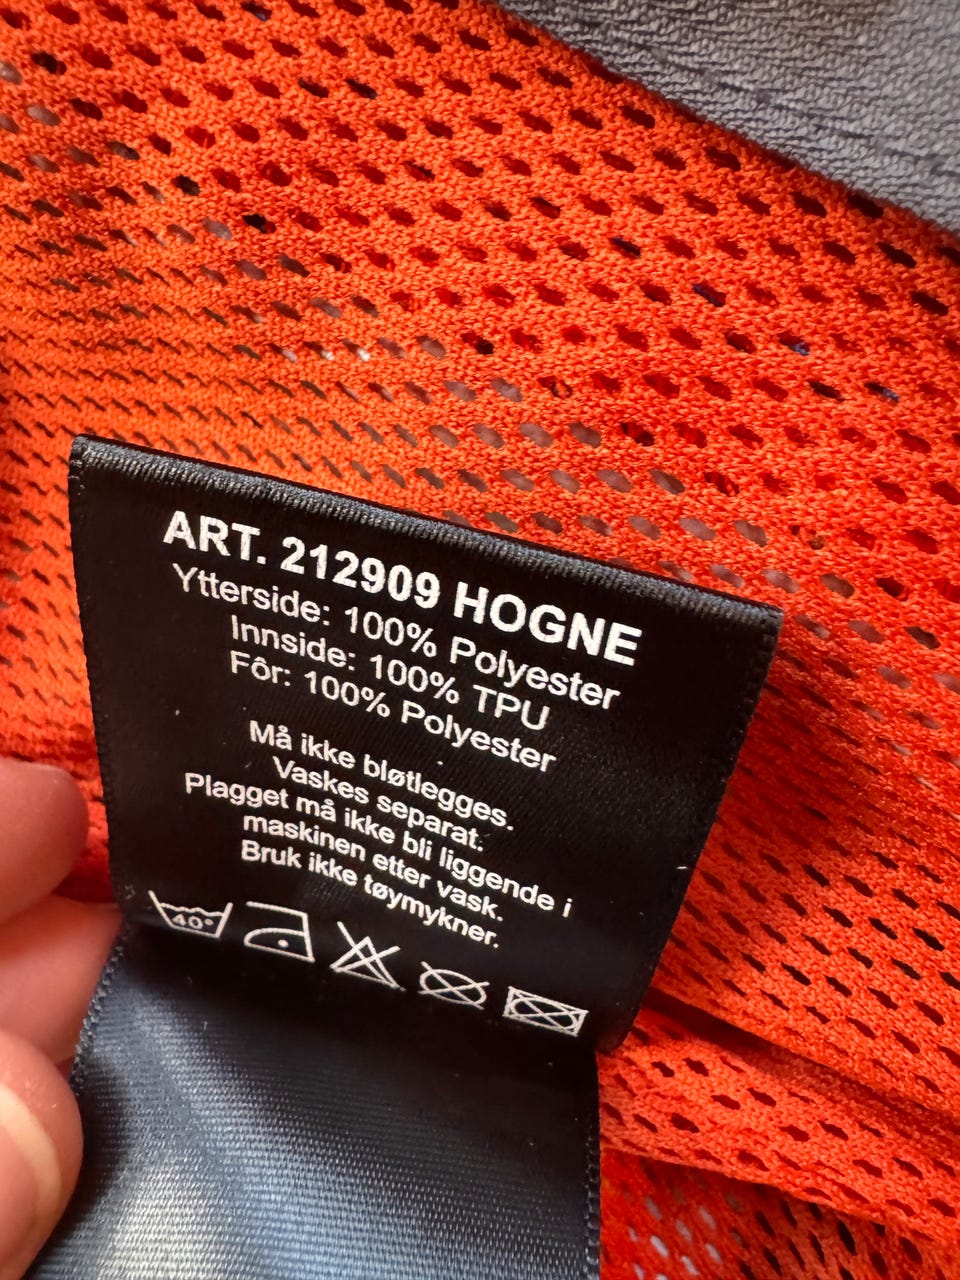 ART. 212909 HOGNE
Ytterside: 100% Polyester
Innside: 100% TPU
Fôr: 100% Polyester
Må ikke bløtlegges.
Vaskes separat.
Plagget må ikke bli liggende i
maskinen etter vask.
Bruk ikke tøymykner.
40°